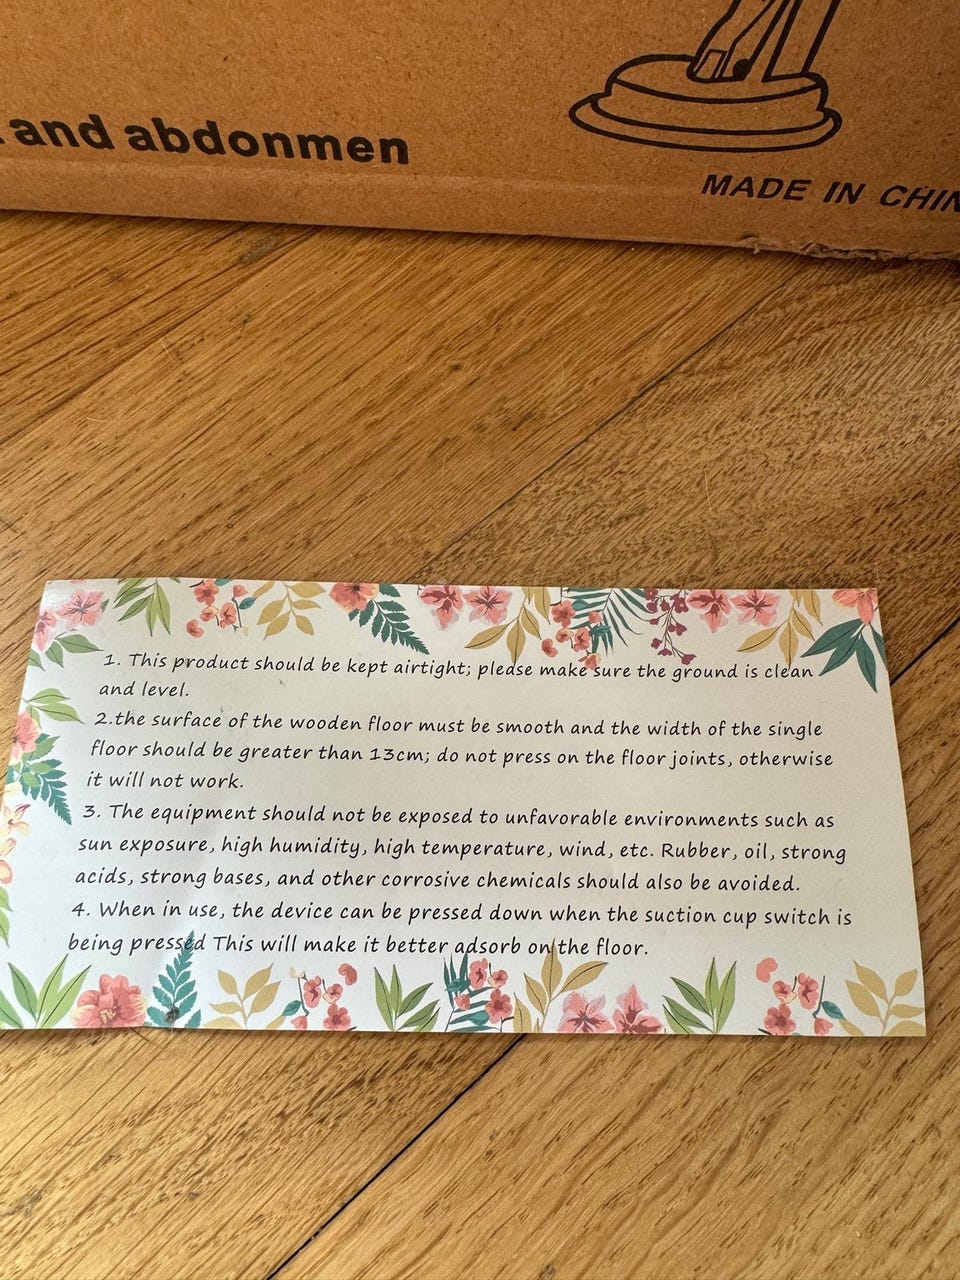 and abdonmen
MADE IN
1. This product should be kept airtight; please make sure the ground is clean
and level.
2.the surface of the wooden floor must be smooth and the width of the single
floor should be greater than 13cm; do not press on the floor joints, otherwise
it will not work.
3. The equipment should not be exposed to unfavorable environments such as
sun exposure, high humidity, high temperature, wind, etc. Rubber, oil, strong
acids, strong bases, and other corrosive chemicals should also be avoided.
4. When in use, the device can be pressed down when the suction cup switch is
being pressed This will make it better adsorb on the floor.